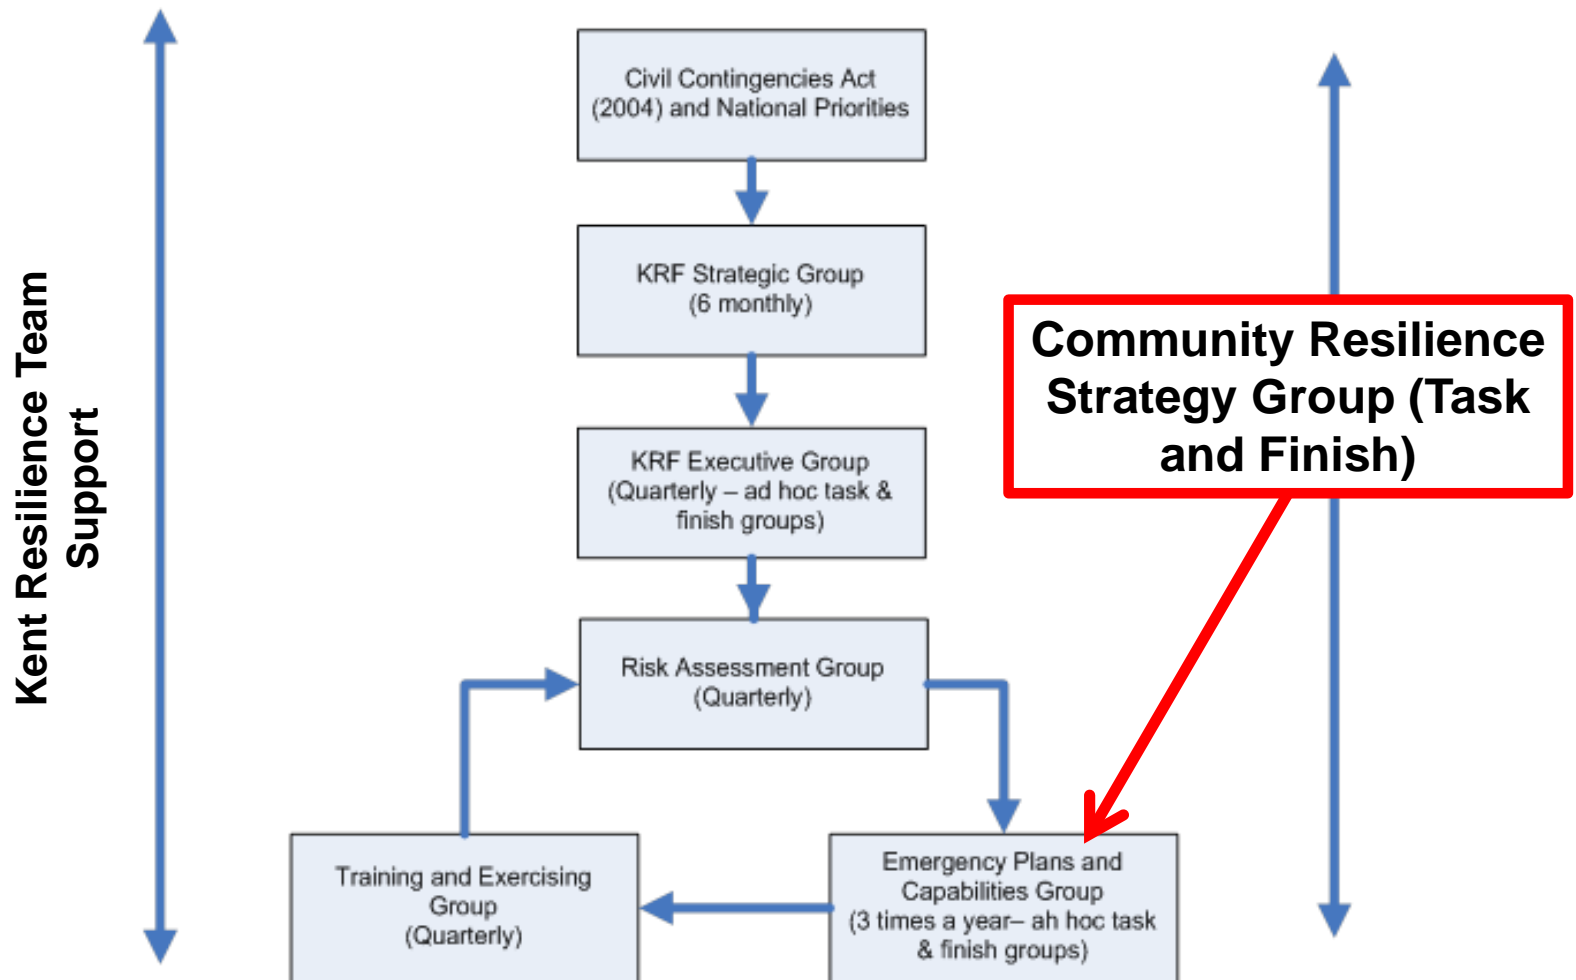 Kent Resilience Team
Support
Civil Contingencies Act
(2004) and National Priorities
KRF Strategic Group
(6 monthly)
Community Resilience
Strategy Group (Task
and Finish)
KRF Executive Group
(Quarterly – ad hoc task &
finish groups)
Risk Assessment Group
(Quarterly)
Training and Exercising
Group
(Quarterly)
Emergency Plans and
Capabilities Group
(3 times a year– ah hoc task
& finish groups)